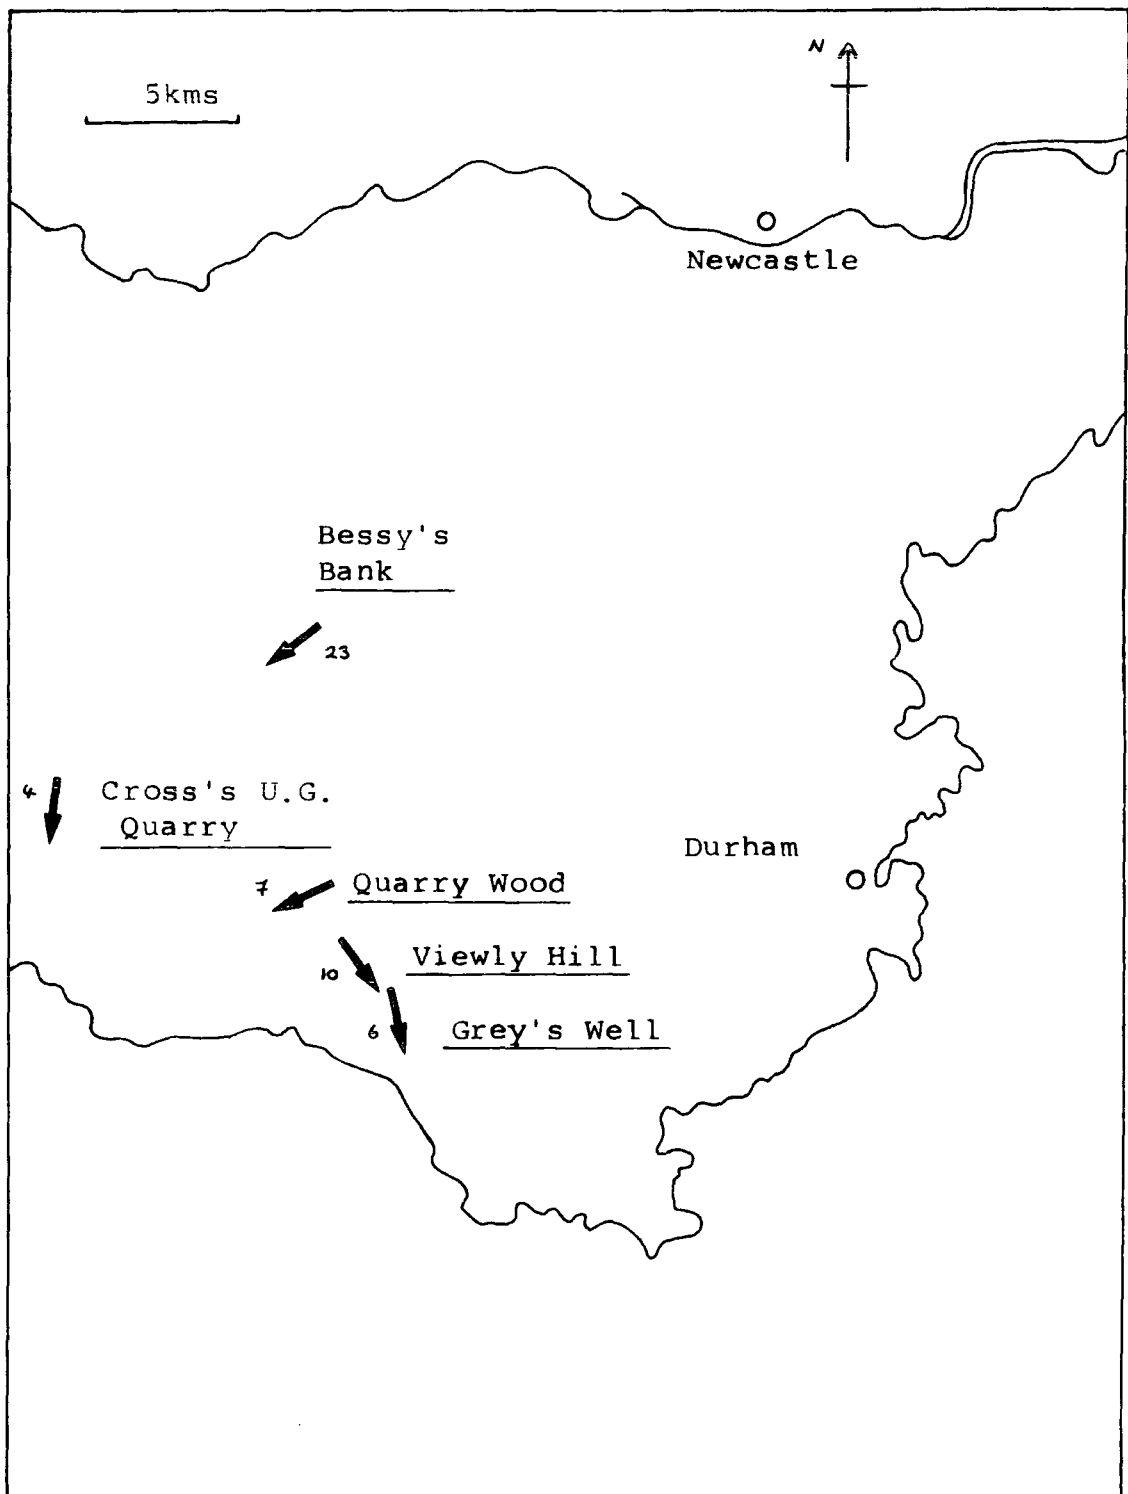 N
5kms
Newcastle
Bessy's
Bank
23
4
Cross's U.G.
Quarry
Durham
7
Quarry Wood
Viewly Hill
10
6
Grey's Well